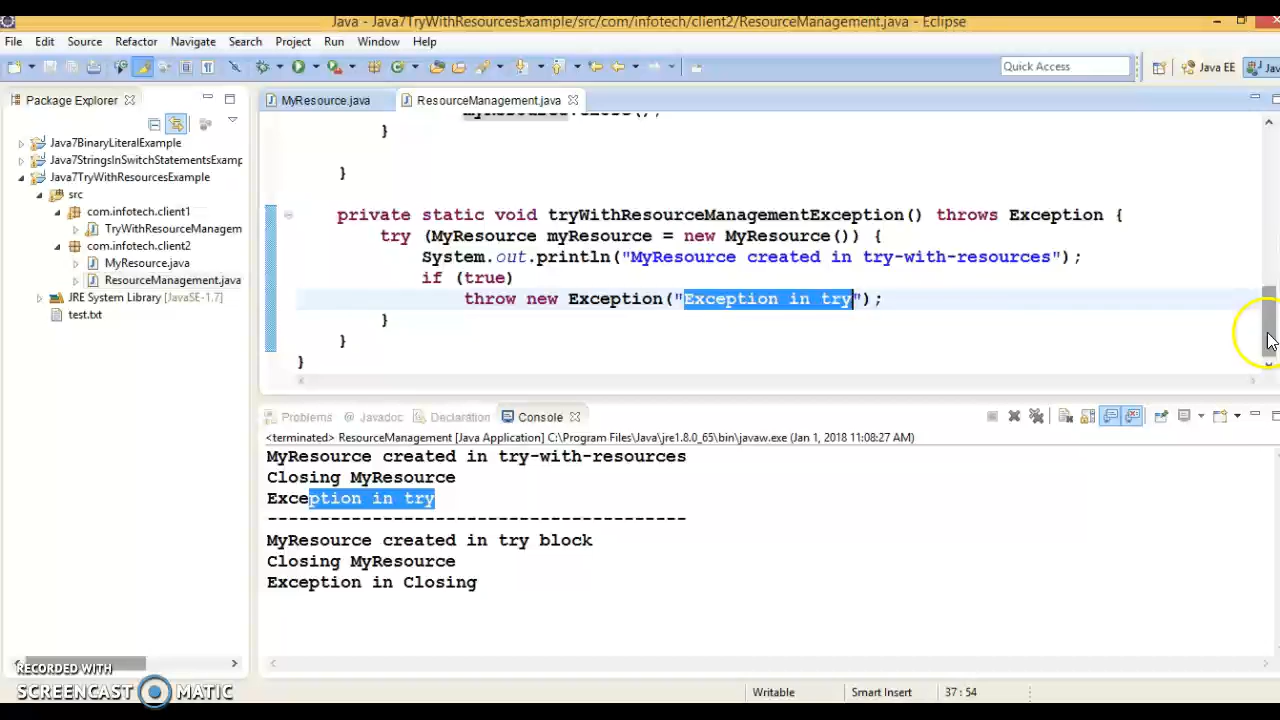 Java - Java7TryWithResourcesExample/src/com/infotech/client2/ResourceManagement.java - Eclipse
File Edit Source Refactor Navigate Search Project Run Window Help
Quick Access Java EE Jav
Package Explorer MyResource.java ResourceManagement.java
Java7BinaryLiteralExample
Java7StringsInSwitchStatementsExamp
Java7TryWithResourcesExample
src
com.infotech.client1
TryWithResourceManagem
com.infotech.client2
MyResource.java
ResourceManagement.java
JRE System Library [JavaSE-1.7]
test.txt
}
}
private static void tryWithResourceManagementException() throws Exception {
try (MyResource myResource = new MyResource()) {
System.out.println("MyResource created in try-with-resources");
if (true)
throw new Exception("Exception in try");
}
}
}
Problems @ Javadoc Declaration Console
<terminated> ResourceManagement [Java Application] C:\Program Files\Java\jre1.8.0_65\bin\javaw.exe (Jan 1, 2018 11:08:27 AM)
MyResource created in try-with-resources
Closing MyResource
Exception in try
----------------------------------------
MyResource created in try block
Closing MyResource
Exception in Closing
RECORDED WITH
SCREENCAST MATIC
Writable Smart Insert 37 : 54